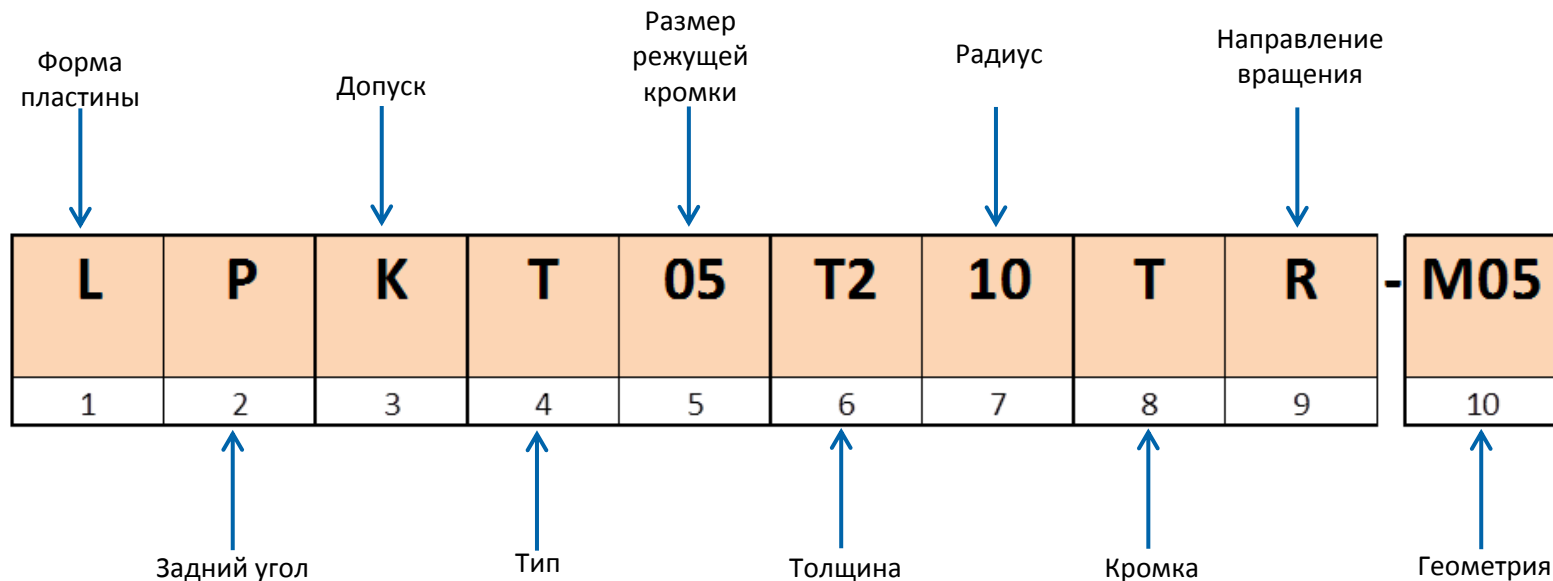 Форма
пластины
Допуск
Размер
режущей
кромки
Радиус
Направление
вращения
L P K T 05 T2 10 T R - M05
1 2 3 4 5 6 7 8 9 10
Задний угол
Тип
Толщина
Кромка
Геометрия